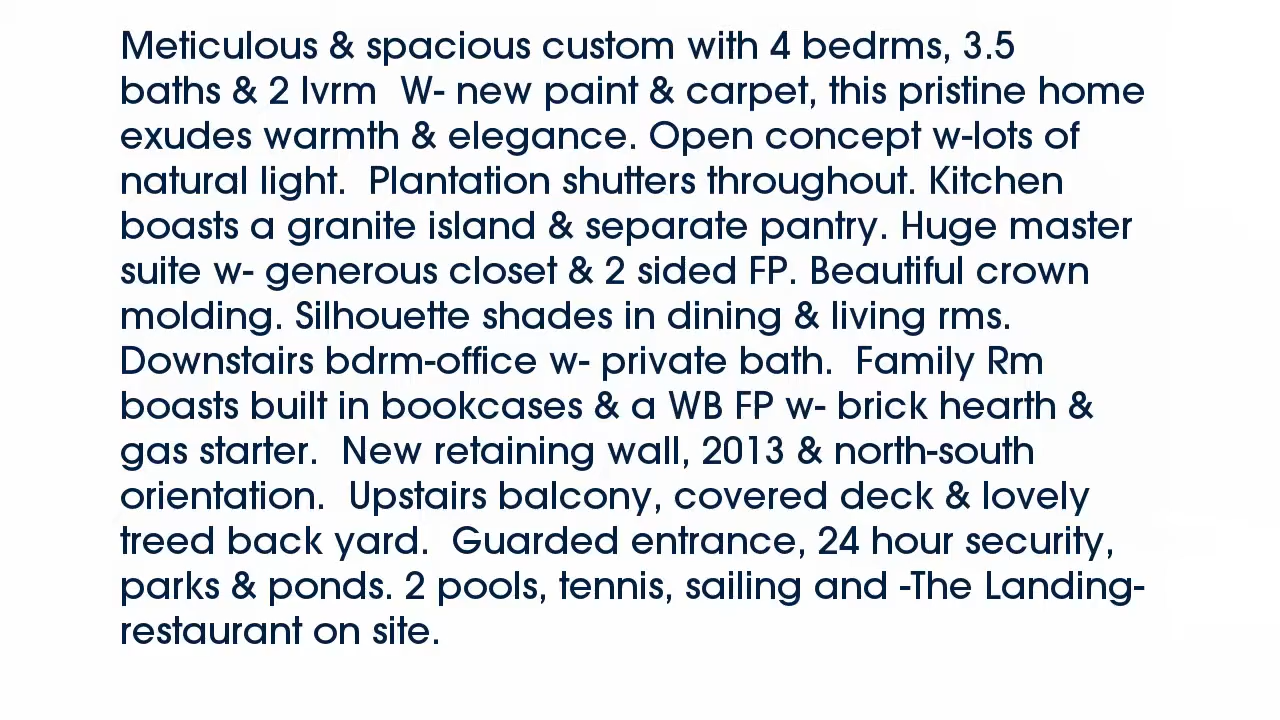 Meticulous & spacious custom with 4 bedrms, 3.5
baths & 2 lvrm  W- new paint & carpet, this pristine home
exudes warmth & elegance. Open concept w-lots of
natural light.  Plantation shutters throughout. Kitchen
boasts a granite island & separate pantry. Huge master
suite w- generous closet & 2 sided FP. Beautiful crown
molding. Silhouette shades in dining & living rms.
Downstairs bdrm-office w- private bath.  Family Rm
boasts built in bookcases & a WB FP w- brick hearth &
gas starter.  New retaining wall, 2013 & north-south
orientation.  Upstairs balcony, covered deck & lovely
treed back yard.  Guarded entrance, 24 hour security,
parks & ponds. 2 pools, tennis, sailing and -The Landing-
restaurant on site.